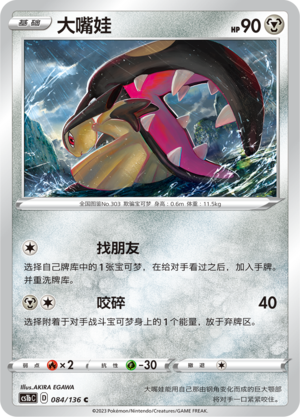 基础 大嘴娃 HP 90
全国图鉴No.303 欺骗宝可梦 身高：0.6m 体重：11.5kg
找朋友
选择自己牌库中的1张宝可梦，在给对手看过之后，加入手牌。
并重洗牌库。
咬碎 40
选择附着于对手战斗宝可梦身上的1个能量，放于弃牌区。
弱点 ×2 抗性 -30 撤退
Illus.AKIRA EGAWA
CS1b C D 084/136 C
大嘴娃能用自己那由钢角变化而成的巨大颚部
将对手一口紧紧咬住。
©2023 Pokémon/Nintendo/Creatures/GAME FREAK.